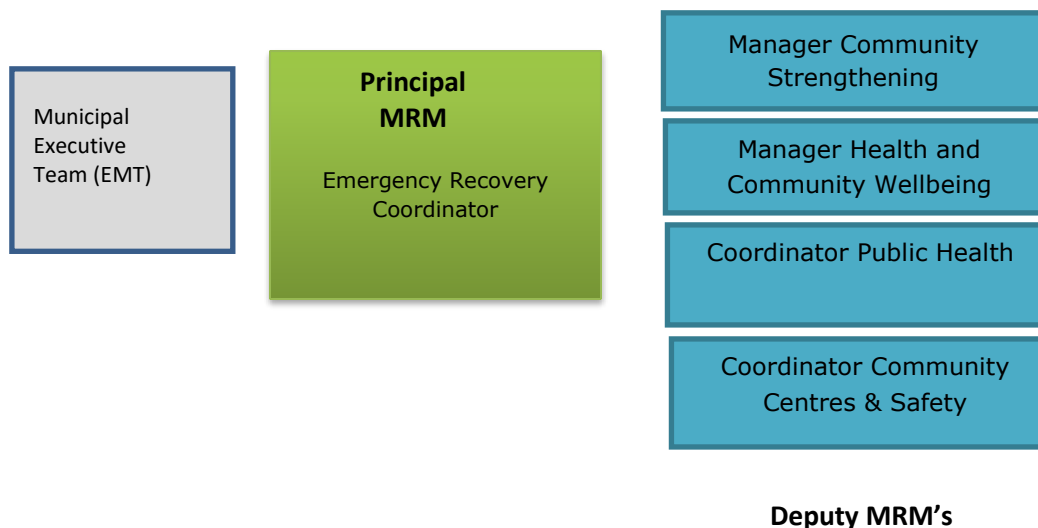 Municipal
Executive
Team (EMT)
Principal
MRM
Emergency Recovery
Coordinator
Manager Community
Strengthening
Manager Health and
Community Wellbeing
Coordinator Public Health
Coordinator Community
Centres & Safety
Deputy MRM’s